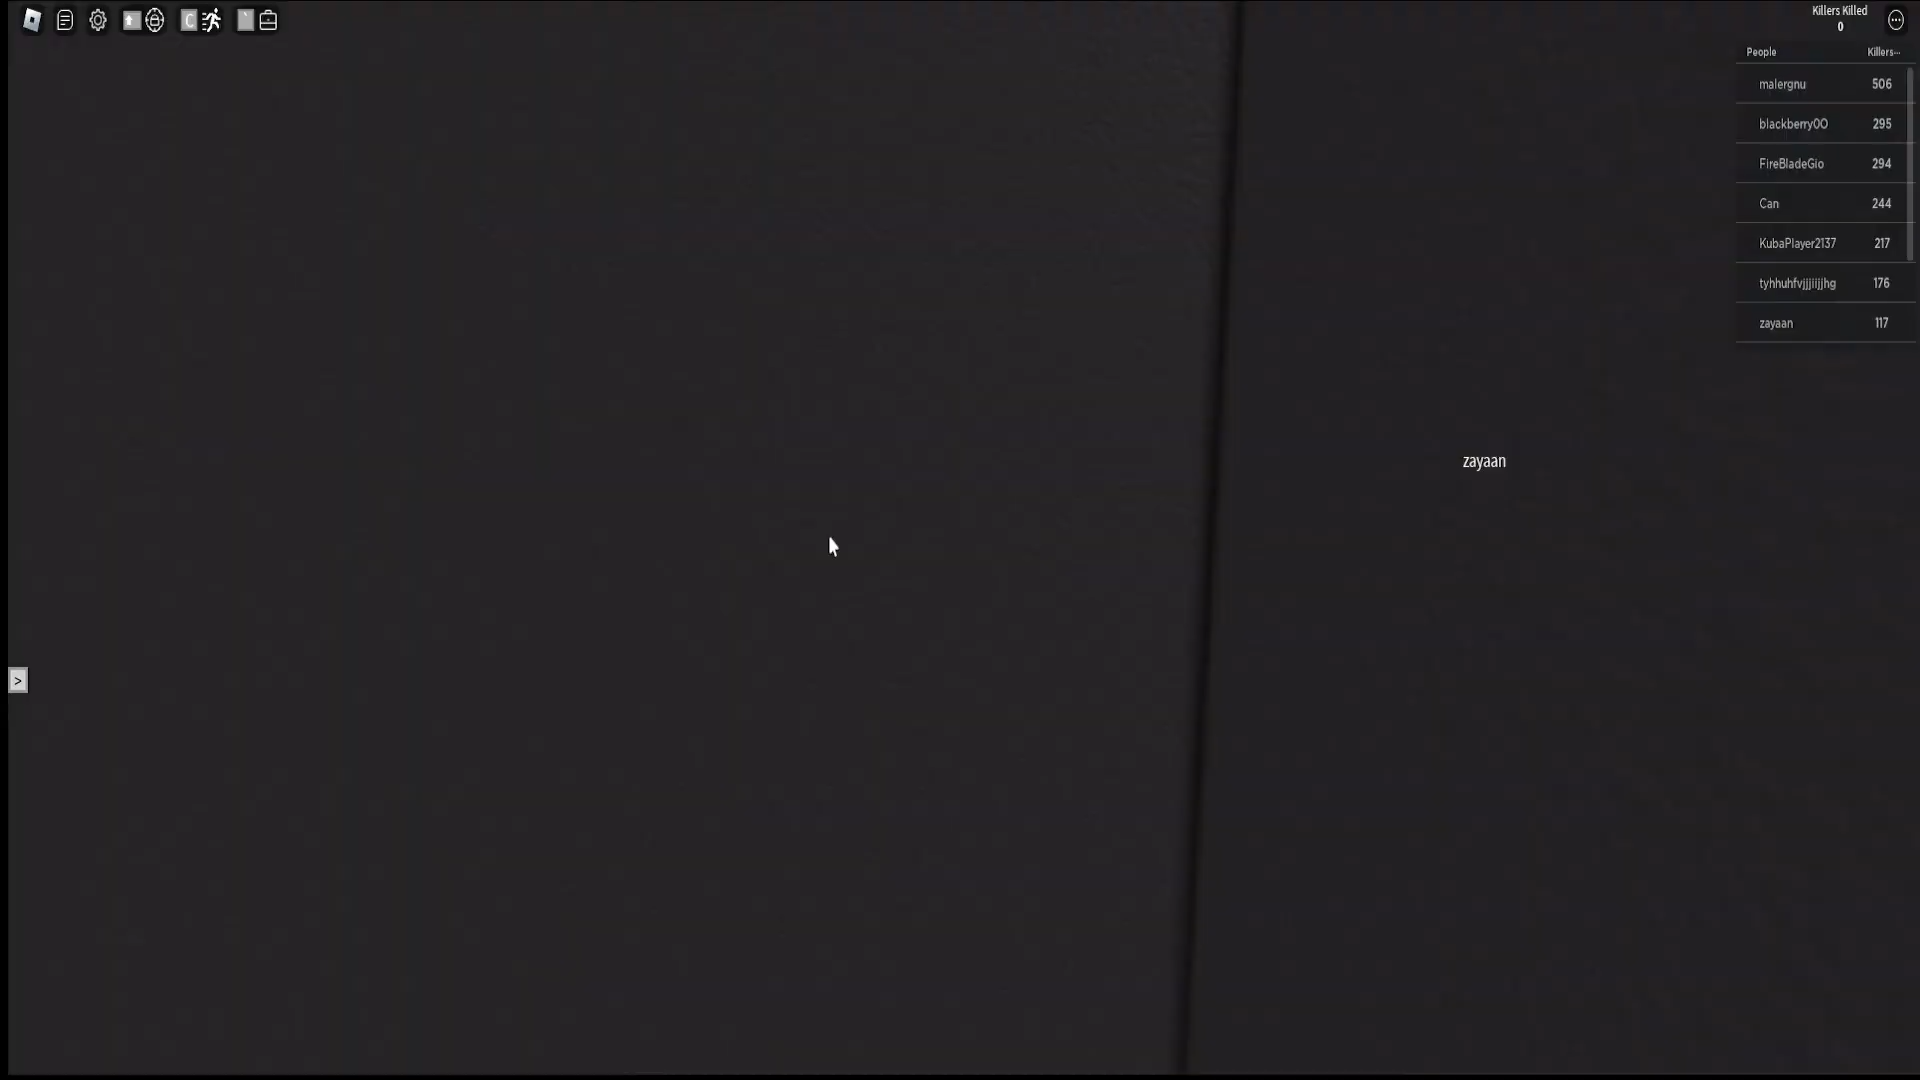 C
`
Killers Killed
0
People Killers...
malergnu 506
blackberry00 295
FireBladeGio 294
Can 244
KubaPlayer2137 217
tyhhuhfvjjjiijjhg 176
zayaan 117
zayaan
>